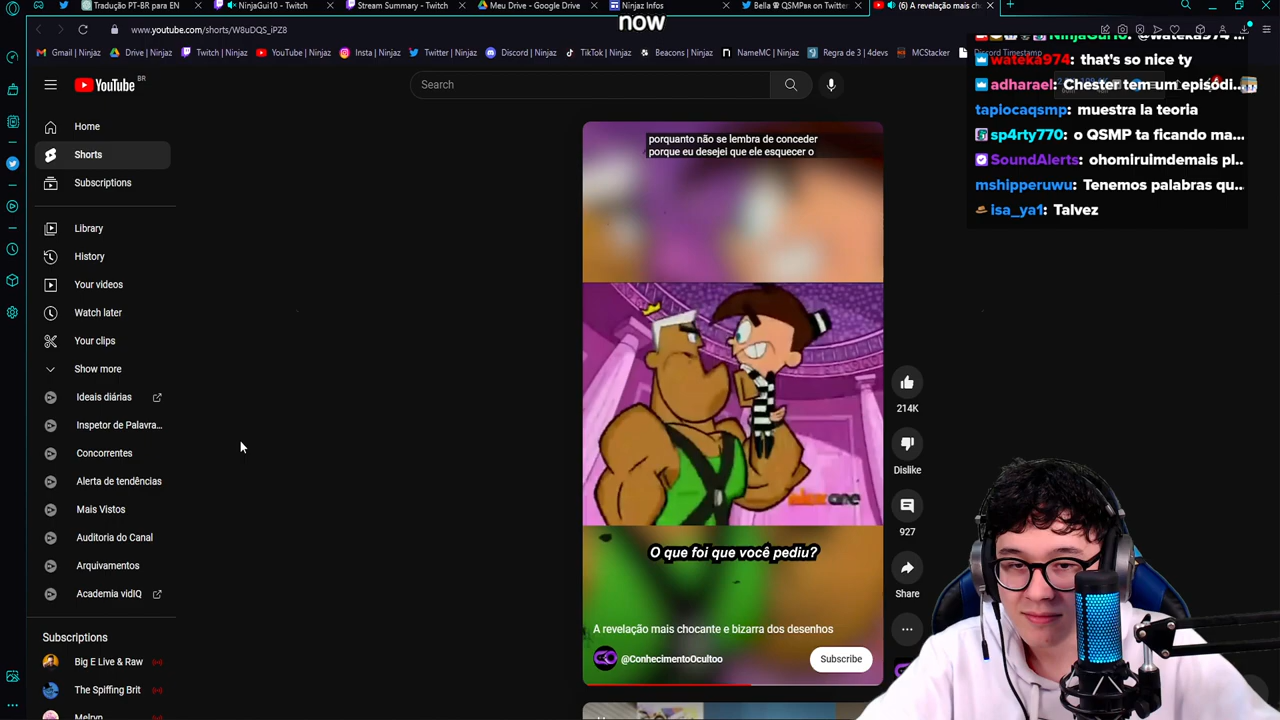 Tradução PT-BR para EN
NinjaGui10 - Twitch
Stream Summary - Twitch
Meu Drive - Google Drive
Ninjaz Infos
Bella @ QSMPвя on Twitter
(6) A revelação mais ch
now
www.youtube.com/shorts/W8uDQS_iPZ8
Gmail | Ninjaz
Drive | Ninjaz
Twitch | Ninjaz
YouTube | Ninjaz
Insta | Ninjaz
Twitter | Ninjaz
Discord | Ninjaz
TikTok | Ninjaz
Beacons | Ninjaz
NameMC | Ninjaz
Regra de 3 | 4devs
MCStacker
Discord Timestamp
YouTube BR
Search
Home
Shorts
Subscriptions
Library
History
Your videos
Watch later
Your clips
Show more
Ideais diárias
Inspetor de Palavra...
Concorrentes
Alerta de tendências
Mais Vistos
Auditoria do Canal
Arquivamentos
Academia vidIQ
Subscriptions
Big E Live & Raw
The Spiffing Brit
Melryn
porquanto não se lembra de conceder
porque eu desejei que ele esquecer o
O que foi que você pediu?
A revelação mais chocante e bizarra dos desenhos
@ConhecimentoOcultoo
Subscribe
214K
Dislike
927
Share
NinjaGui10: @wateka974
wateka974: that's so nice ty
adharael: Chester tem um episódi...
tapiocaqsmp: muestra la teoria
sp4rty770: o QSMP ta ficando ma...
SoundAlerts: ohomiruimdemais pl...
mshipperuwu: Tenemos palabras qu...
isa_ya1: Talvez